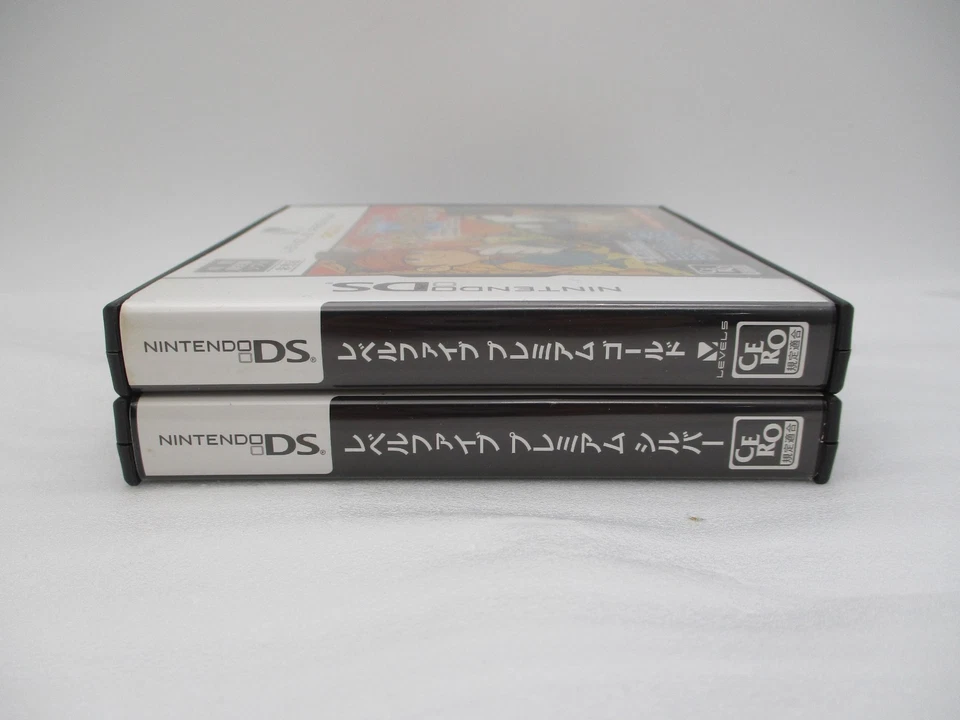 NINTENDO DS
NINTENDO DS® レベルファイブ プレミアム ゴールド LEVEL5 CERO 規定適合
NINTENDO DS® レベルファイブ プレミアム シルバー CERO 規定適合